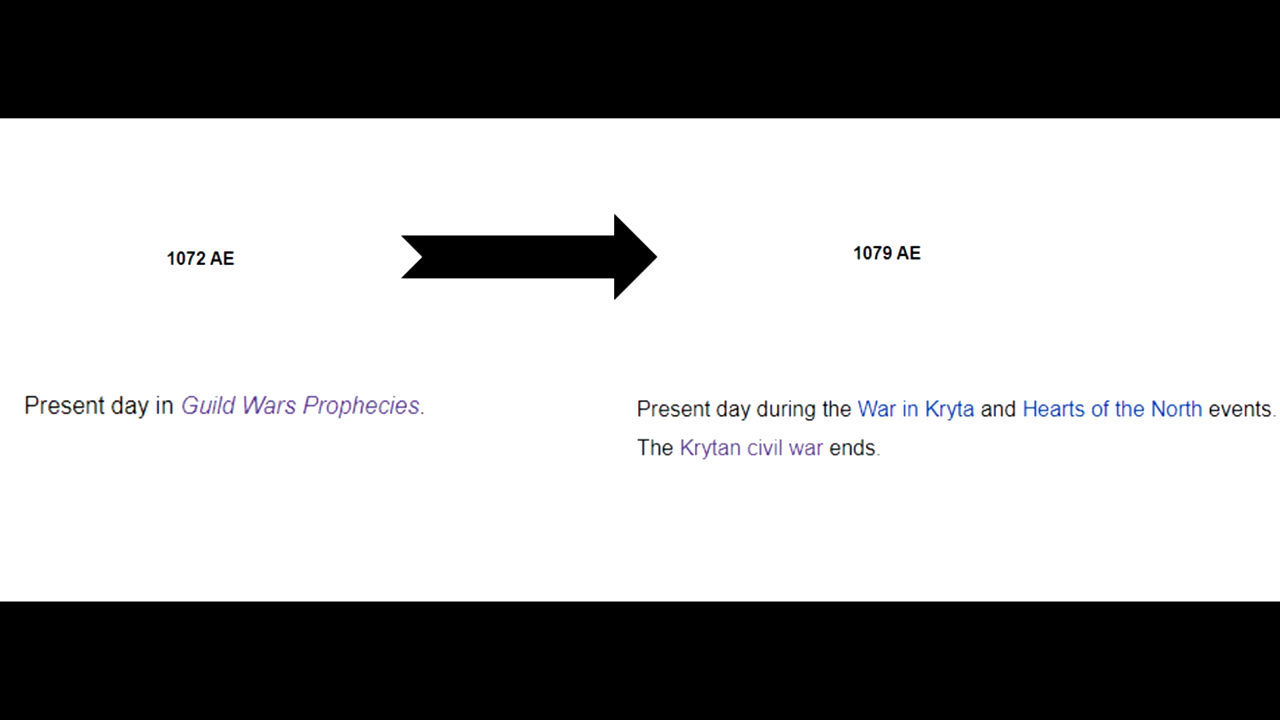 1072 AE
1079 AE
Present day in Guild Wars Prophecies.
Present day during the War in Kryta and Hearts of the North events.
The Krytan civil war ends.